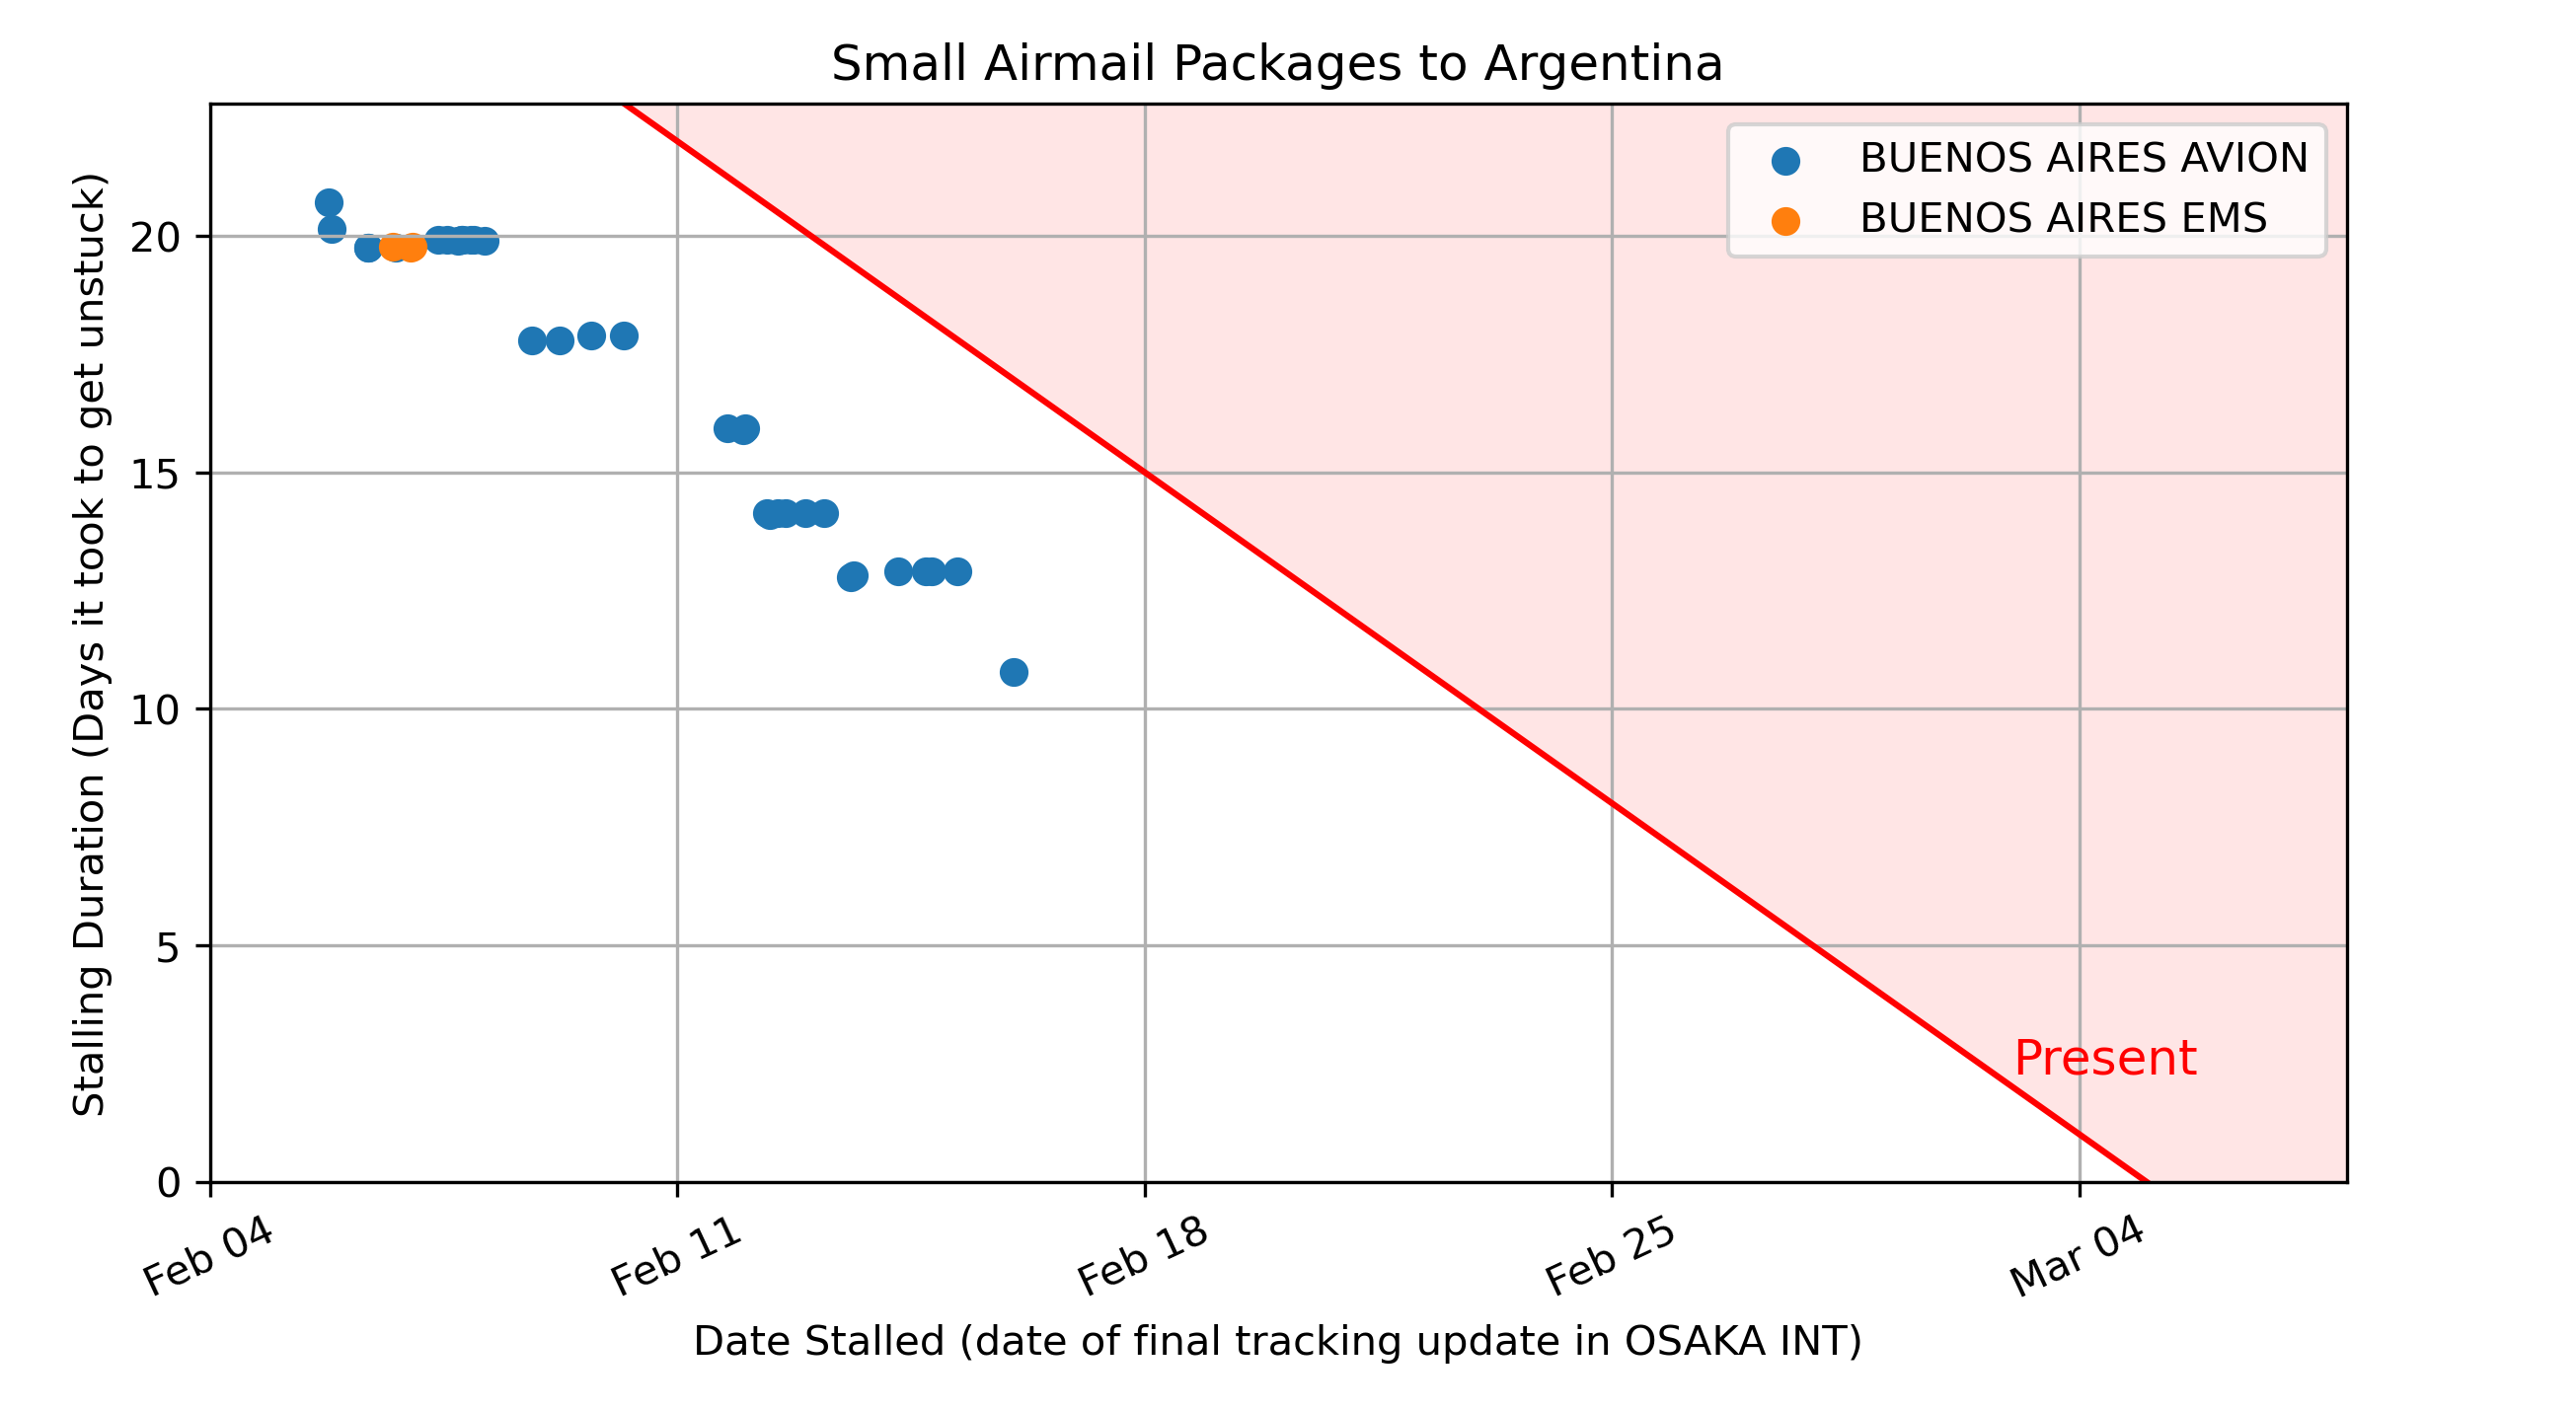 Small Airmail Packages to Argentina
BUENOS AIRES AVION
BUENOS AIRES EMS
Stalling Duration (Days it took to get unstuck)
20
15
10
5
0
Present
Feb 04
Feb 11
Feb 18
Feb 25
Mar 04
Date Stalled (date of final tracking update in OSAKA INT)